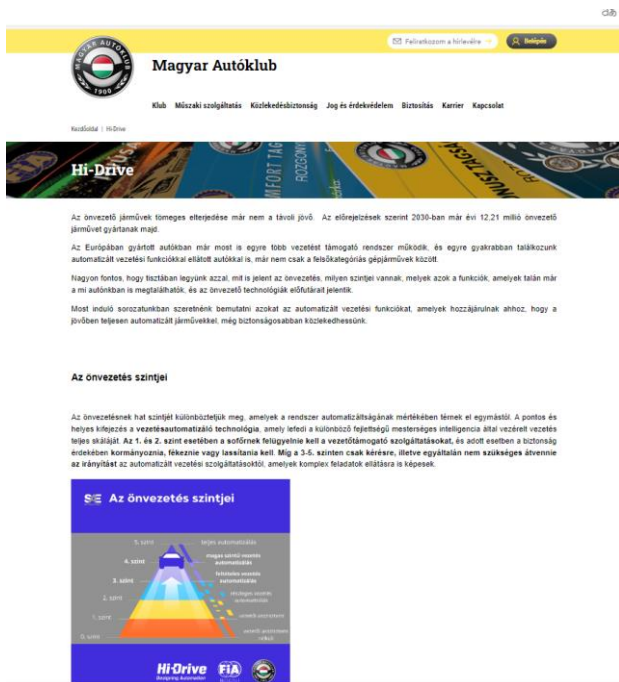 Feliratkozom a hírlevélre
Belépés
MAGYAR AUTÓKLUB
1900
Magyar Autóklub
Klub Műszaki szolgáltatás Közlekedésbiztonság Jog és érdekvédelem Biztosítás Karrier Kapcsolat
Kezdőoldal | Hi-Drive
Hi-Drive
Az önvezető járművek tömeges elterjedése már nem a távoli jövő. Az előrejelzések szerint 2030-ban már évi 12,21 millió önvezető
járművet gyártanak majd.
Az Európában gyártott autókban már most is egyre több vezetést támogató rendszer működik, és egyre gyakrabban találkozunk
automatizált vezetési funkciókkal ellátott autókkal is, már nem csak a felsőkategóriás gépjárművek között.
Nagyon fontos, hogy tisztában legyünk azzal, mit is jelent az önvezetés, milyen szintjei vannak, melyek azok a funkciók, amelyek talán már
a mi autónkban is megtalálhatók, és az önvezető technológiák előfutárait jelentik.
Most induló sorozatunkban szeretnénk bemutatni azokat az automatizált vezetési funkciókat, amelyek hozzájárulnak ahhoz, hogy a
jövőben teljesen automatizált járművekkel, még biztonságosabban közlekedhessünk.
Az önvezetés szintjei
Az önvezetésnek hat szintjét különböztetjük meg, amelyek a rendszer automatizáltságának mértékében térnek el egymástól. A pontos és
helyes kifejezés a vezetésautomatizáló technológia, amely lefedi a különböző fejlettségű mesterséges intelligencia által vezérelt vezetés
teljes skáláját. Az 1. és 2. szint esetében a sofőrnek felügyelnie kell a vezetőtámogató szolgáltatásokat, és adott esetben a biztonság
érdekében kormányoznia, fékeznie vagy lassítania kell. Míg a 3-5. szinten csak kérésre, illetve egyáltalán nem szükséges átvennie
az irányítást az automatizált vezetési szolgáltatásoktól, amelyek komplex feladatok ellátásra is képesek.
Az önvezetés szintjei
5. szint teljes automatizálás
4. szint magas szintű vezetés
automatizálás
3. szint feltételes vezetés
automatizálás
2. szint részleges vezetés
automatizálás
1. szint
0. szint
Hi-Drive
Designing Automation
FIA